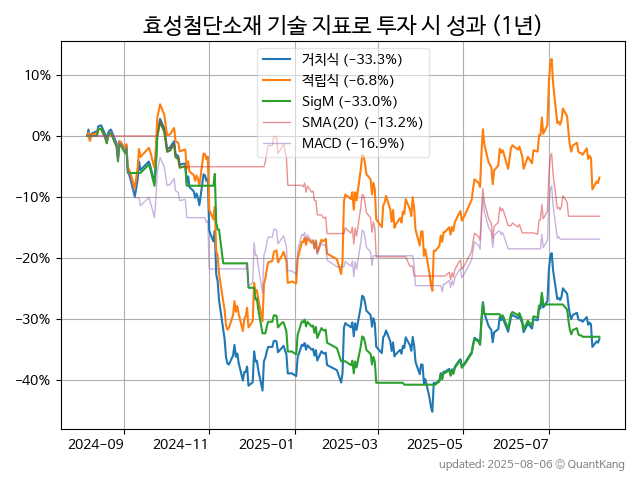 효성첨단소재 기술 지표로 투자 시 성과 (1년)
거치식 (−33.3%)
적립식 (−6.8%)
SigM (−33.0%)
SMA(20) (−13.2%)
MACD (−16.9%)
10%
0%
−10%
−20%
−30%
−40%
2024−09 2024−11 2025−01 2025−03 2025−05 2025−07
updated: 2025-08-06 © QuantKang